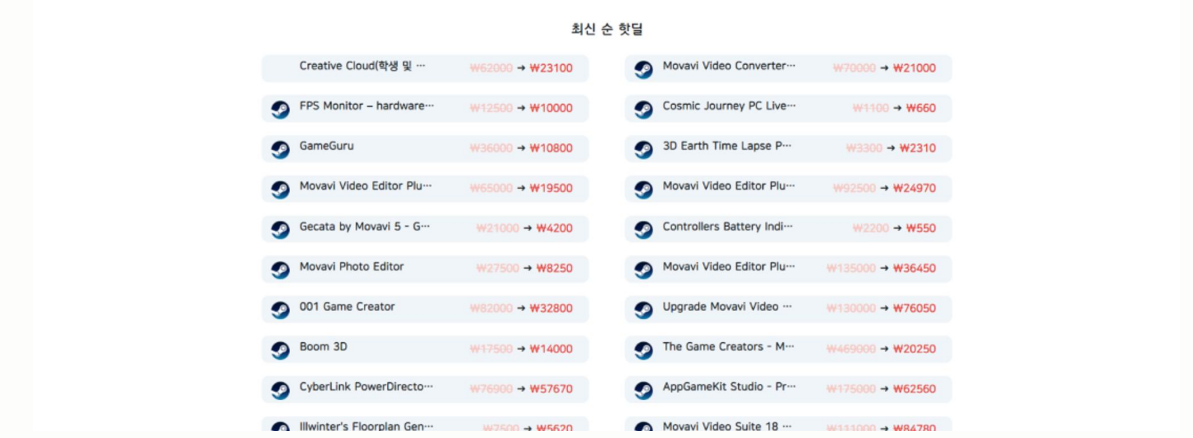 최신 순 핫딜
Creative Cloud(학생 및 ⋯ ₩62000 → ₩23100
Movavi Video Converter⋯ ₩70000 → ₩21000
FPS Monitor – hardware⋯ ₩12500 → ₩10000
Cosmic Journey PC Live⋯ ₩1100 → ₩660
GameGuru ₩36000 → ₩10800
3D Earth Time Lapse P⋯ ₩3300 → ₩2310
Movavi Video Editor Plu⋯ ₩65000 → ₩19500
Movavi Video Editor Plu⋯ ₩92500 → ₩24970
Gecata by Movavi 5 - G⋯ ₩21000 → ₩4200
Controllers Battery Indi⋯ ₩2200 → ₩550
Movavi Photo Editor ₩27500 → ₩8250
Movavi Video Editor Plu⋯ ₩135000 → ₩36450
001 Game Creator ₩82000 → ₩32800
Upgrade Movavi Video ⋯ ₩130000 → ₩76050
Boom 3D ₩17500 → ₩14000
The Game Creators - M⋯ ₩469000 → ₩20250
CyberLink PowerDirecto⋯ ₩76900 → ₩57670
AppGameKit Studio - Pr⋯ ₩175000 → ₩62560
Illwinter's Floorplan Gen⋯ ₩7500 → ₩5620
Movavi Video Suite 18 ⋯ ₩111000 → ₩84780